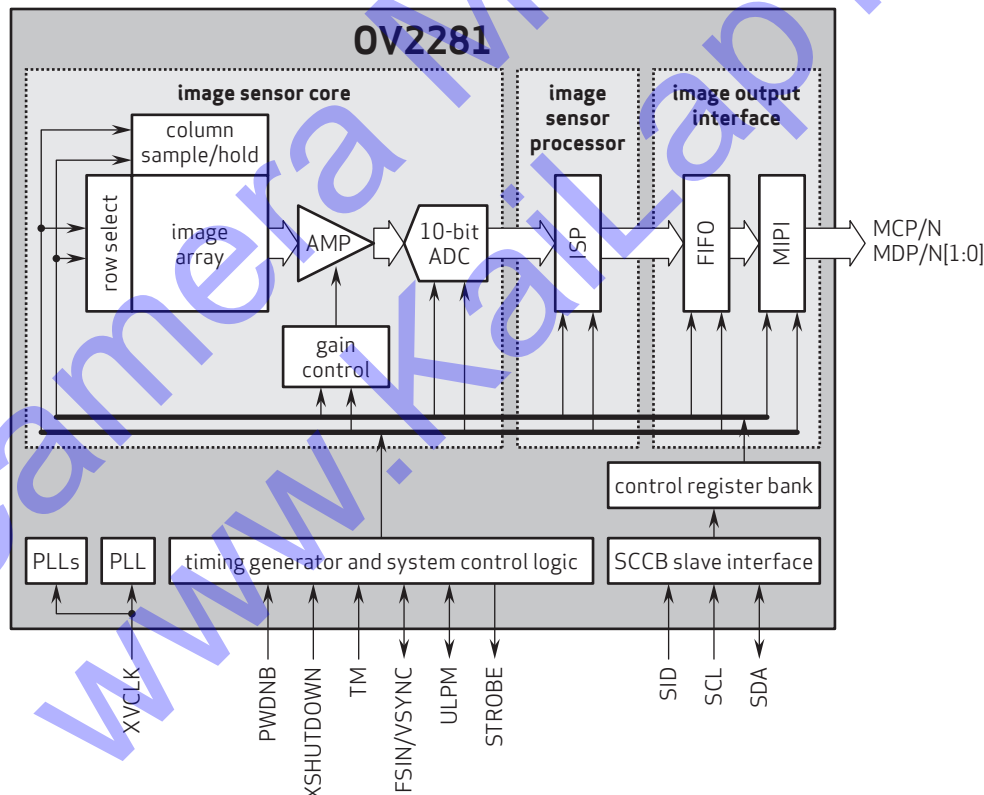 OV2281
image sensor core
image
sensor
processor
image output
interface
column
sample/hold
row select
image
array
AMP
10-bit
ADC
ISP
FIFO
MIPI
MCP/N
MDP/N[1:0]
gain
control
control register bank
PLLs
PLL
timing generator and system control logic
SCCB slave interface
XVCLK
PWDNB
XSHUTDOWN
TM
FSIN/VSYNC
ULPM
STROBE
SID
SCL
SDA